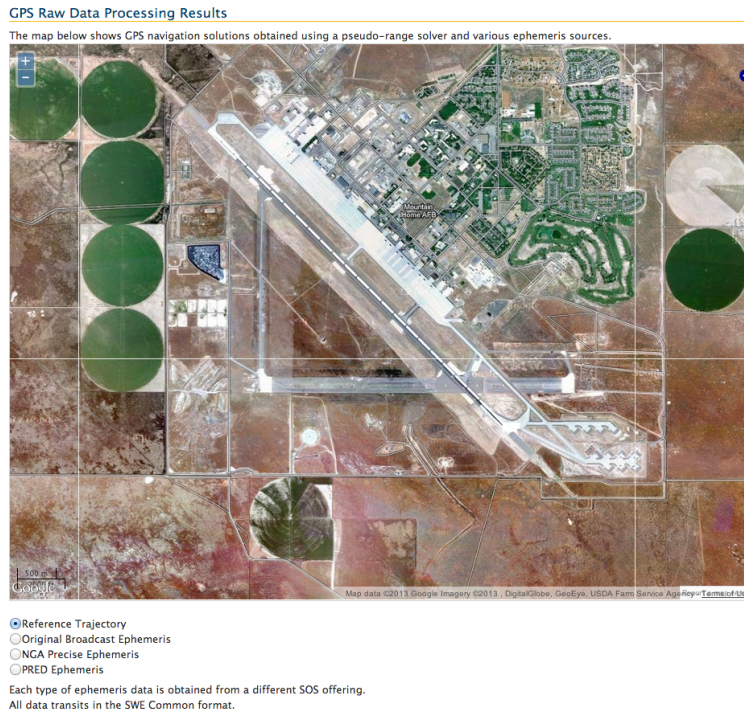 GPS Raw Data Processing Results
The map below shows GPS navigation solutions obtained using a pseudo-range solver and various ephemeris sources.
+
−
Mountain
Home AFB
500 m
Google
Map data ©2013 Google Imagery ©2013 , DigitalGlobe, GeoEye, USDA Farm Service Agency - Terms of
Reference Trajectory
Original Broadcast Ephemeris
NGA Precise Ephemeris
PRED Ephemeris
Each type of ephemeris data is obtained from a different SOS offering.
All data transits in the SWE Common format.